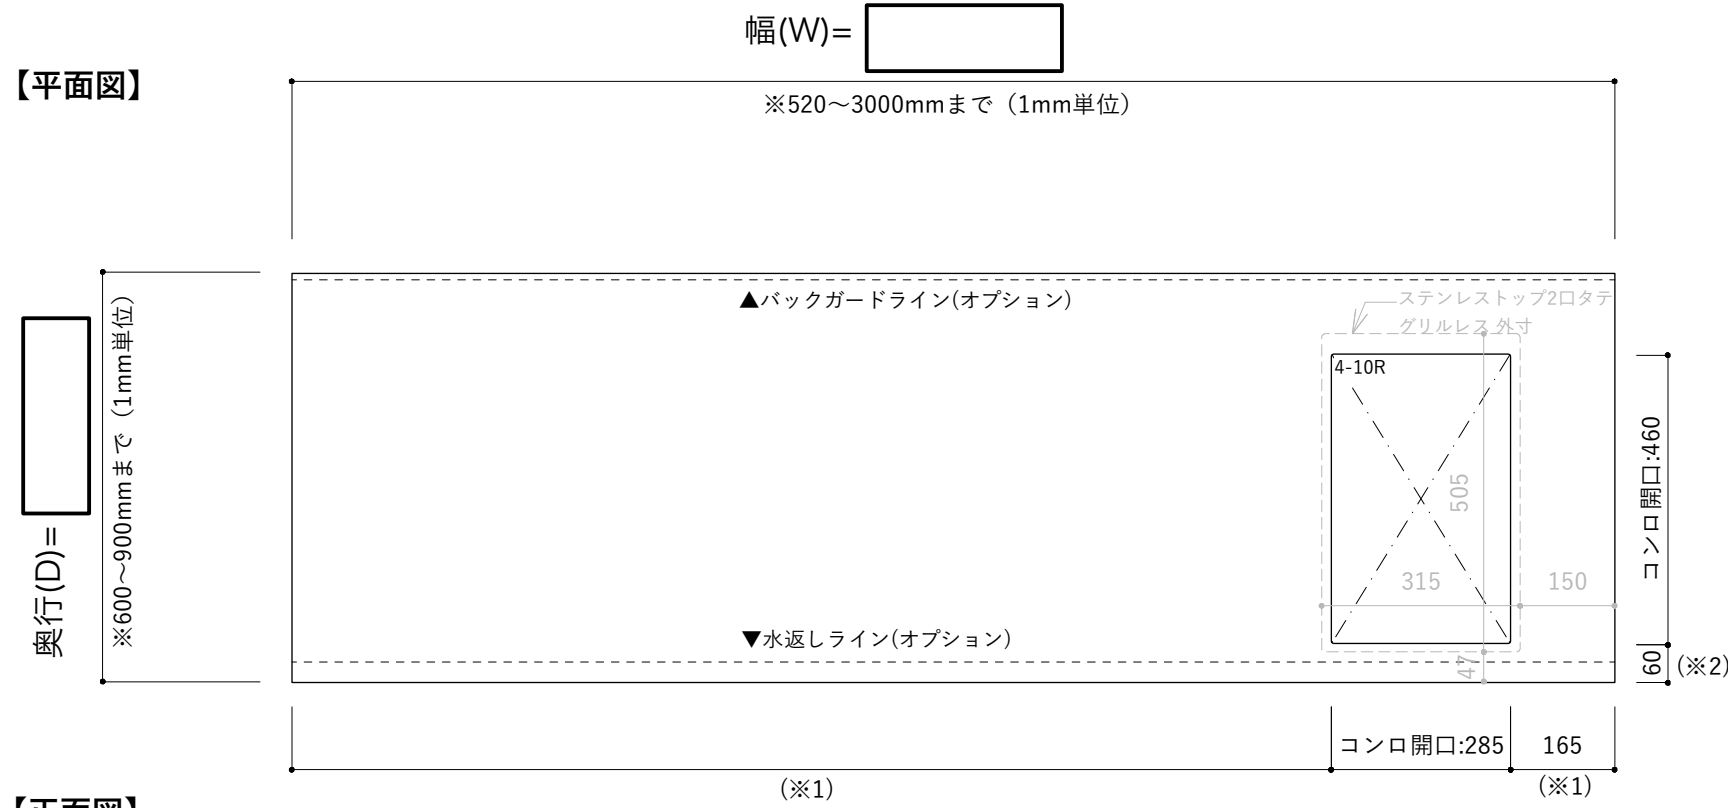 幅(W)=
【平面図】
※520～3000mmまで（1mm単位）
▲バックガードライン(オプション)
ステンレストップ2口タテ
グリルレス 外寸
4-10R
奥行(D)=
※600～900mmまで（1mm単位）
505
コンロ開口:460
315
150
▼水返しライン(オプション)
47
60
(※2)
コンロ開口:285
165
(※1)
(※1)
【平面図】